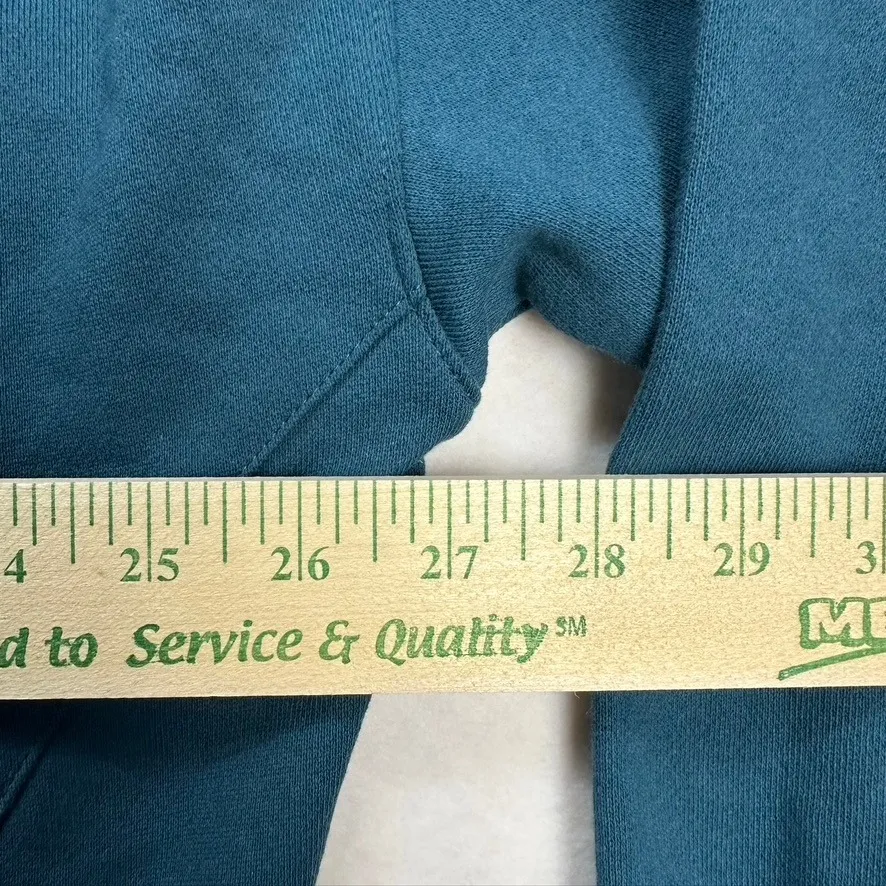 4 25 26 27 28 29 3
d to Service & Quality SM